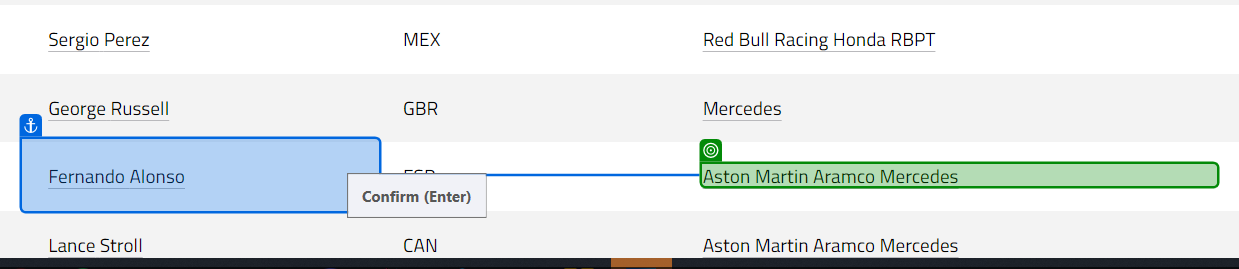 Sergio Perez MEX Red Bull Racing Honda RBPT
George Russell GBR Mercedes
Fernando Alonso Aston Martin Aramco Mercedes
Confirm (Enter)
Lance Stroll CAN Aston Martin Aramco Mercedes